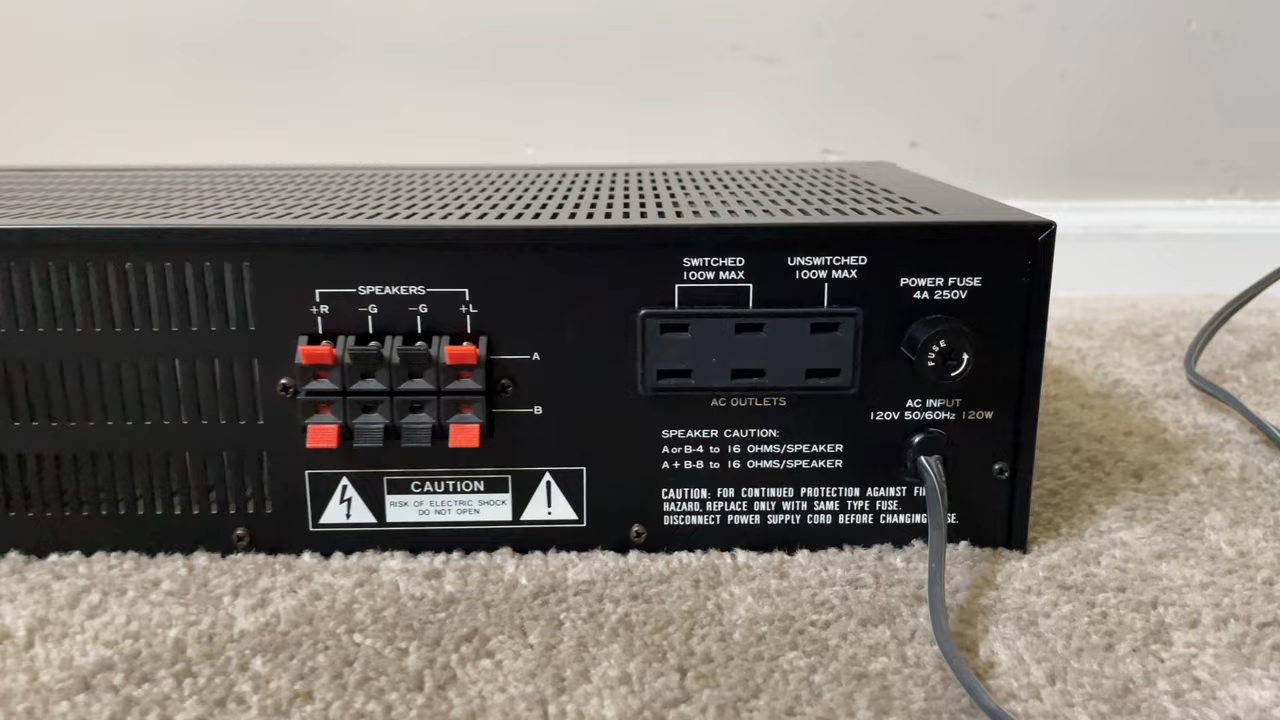 SPEAKERS
+R -G -G +L
A
B
CAUTION
RISK OF ELECTRIC SHOCK
DO NOT OPEN
SWITCHED
100W MAX
UNSWITCHED
100W MAX
AC OUTLETS
SPEAKER CAUTION:
A or B-4 to 16 OHMS/SPEAKER
A + B-8 to 16 OHMS/SPEAKER
CAUTION: FOR CONTINUED PROTECTION AGAINST
HAZARD, REPLACE ONLY WITH SAME TYPE FUSE.
DISCONNECT POWER SUPPLY CORD BEFORE CHANGING
POWER FUSE
4A 250V
FUSE
AC INPUT
120V 50/60Hz 120W